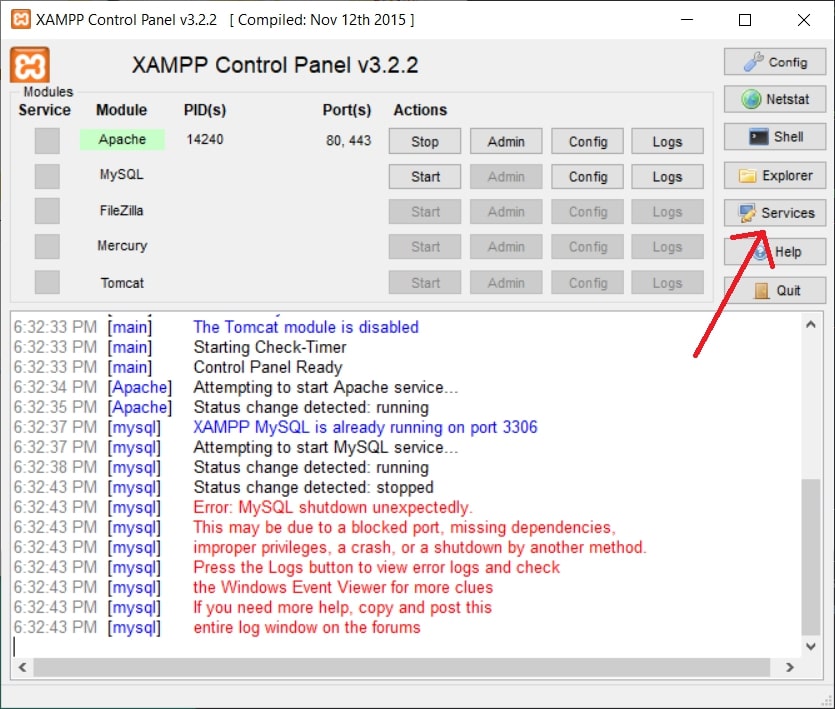 XAMPP Control Panel v3.2.2 [ Compiled: Nov 12th 2015 ]
XAMPP Control Panel v3.2.2
Config
Modules
Service Module PID(s) Port(s) Actions
Netstat
Apache 14240 80, 443 Stop Admin Config Logs
Shell
MySQL Start Admin Config Logs
Explorer
FileZilla Start Admin Config Logs
Services
Mercury Start Admin Config Logs
Help
Tomcat Start Admin Config Logs
Quit
6:32:33 PM [main] The Tomcat module is disabled
6:32:33 PM [main] Starting Check-Timer
6:32:33 PM [main] Control Panel Ready
6:32:34 PM [Apache] Attempting to start Apache service...
6:32:35 PM [Apache] Status change detected: running
6:32:37 PM [mysql] XAMPP MySQL is already running on port 3306
6:32:37 PM [mysql] Attempting to start MySQL service...
6:32:38 PM [mysql] Status change detected: running
6:32:43 PM [mysql] Status change detected: stopped
6:32:43 PM [mysql] Error: MySQL shutdown unexpectedly.
6:32:43 PM [mysql] This may be due to a blocked port, missing dependencies,
6:32:43 PM [mysql] improper privileges, a crash, or a shutdown by another method.
6:32:43 PM [mysql] Press the Logs button to view error logs and check
6:32:43 PM [mysql] the Windows Event Viewer for more clues
6:32:43 PM [mysql] If you need more help, copy and post this
6:32:43 PM [mysql] entire log window on the forums